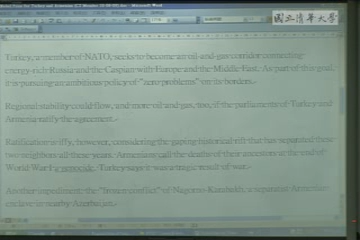 國立清華大學
Turkey, a member of NATO, seeks to become an oil-and-gas corridor connecting
energy-rich Russia and the Caspian with Europe and the Middle East. As part of this goal,
it is pursuing an ambitious policy of "zero problems" on its borders.
Regional stability could flow, and more oil and gas, too, if the parliaments of Turkey and
Armenia ratify the agreement.
Ratification is iffy, however, considering the gaping historical rift that has separated these
two neighbors all these years. Armenians call the deaths of their ancestors at the end of
World War I a genocide. Turkey says it was a tragic result of war.
Another impediment: the "frozen conflict" of Nagorno-Karabakh, a separatist Armenian
enclave in nearby Azerbaijan.